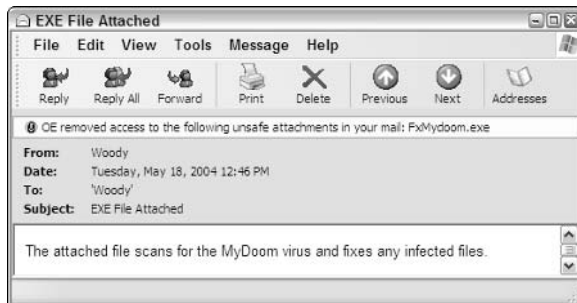 EXE File Attached
File Edit View Tools Message Help
Reply Reply All Forward Print Delete Previous Next Addresses
OE removed access to the following unsafe attachments in your mail: FxMydoom.exe
From: Woody
Date: Tuesday, May 18, 2004 12:46 PM
To: 'Woody'
Subject: EXE File Attached
The attached file scans for the MyDoom virus and fixes any infected files.